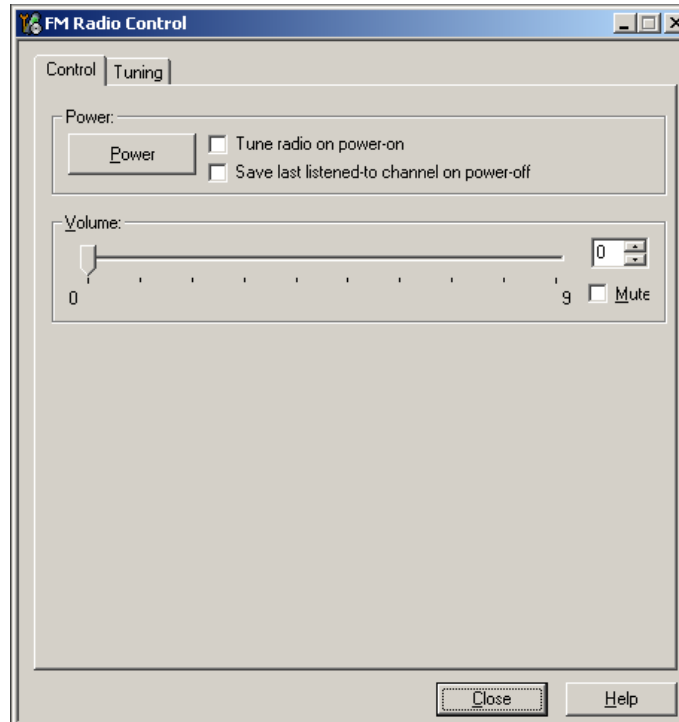 FM Radio Control
Control Tuning
Power:
Power
Tune radio on power-on
Save last listened-to channel on power-off
Volume:
0
0 9
Mute
Close Help